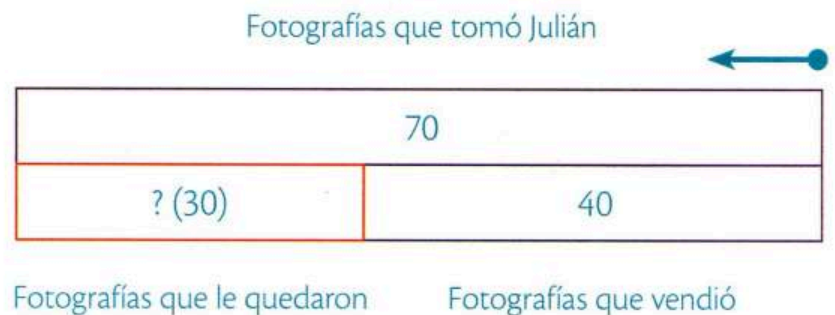 Fotografías que tomó Julián
70
? (30) 40
Fotografías que le quedaron Fotografías que vendió